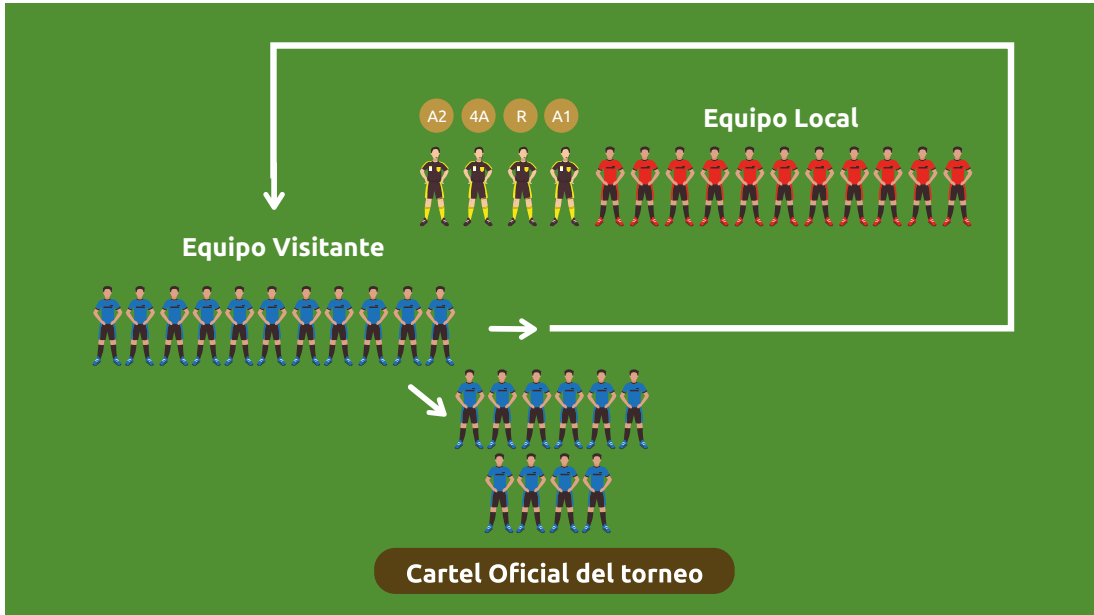 A2 4A R A1
Equipo Local
Equipo Visitante
Cartel Oficial del torneo